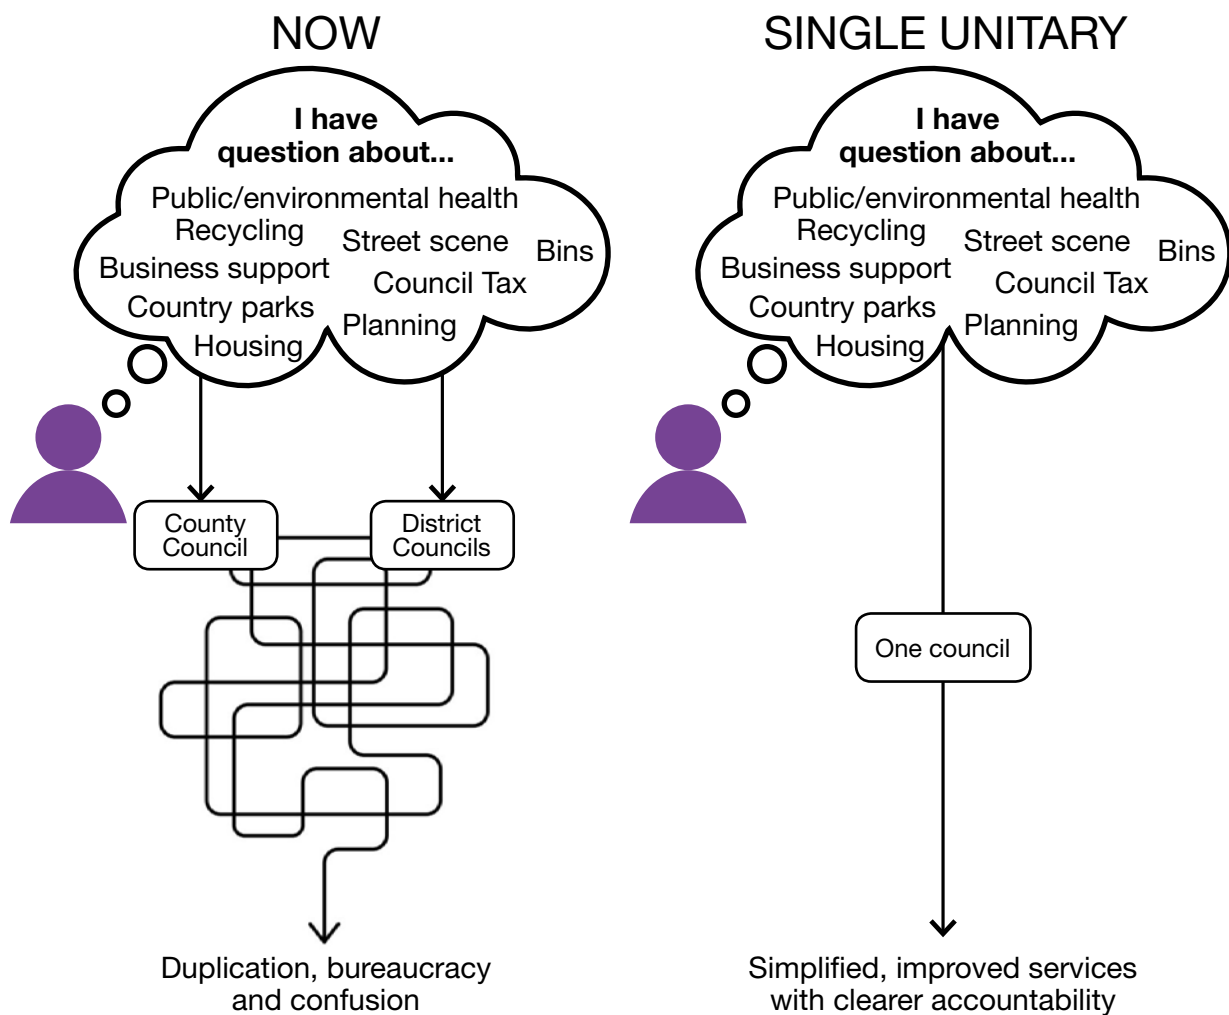 NOW
I have
question about...
Public/environmental health
Recycling
Street scene
Bins
Business support
Council Tax
Country parks
Planning
Housing
County
Council
District
Councils
Duplication, bureaucracy
and confusion
SINGLE UNITARY
I have
question about...
Public/environmental health
Recycling
Street scene
Bins
Business support
Council Tax
Country parks
Planning
Housing
One council
Simplified, improved services
with clearer accountability